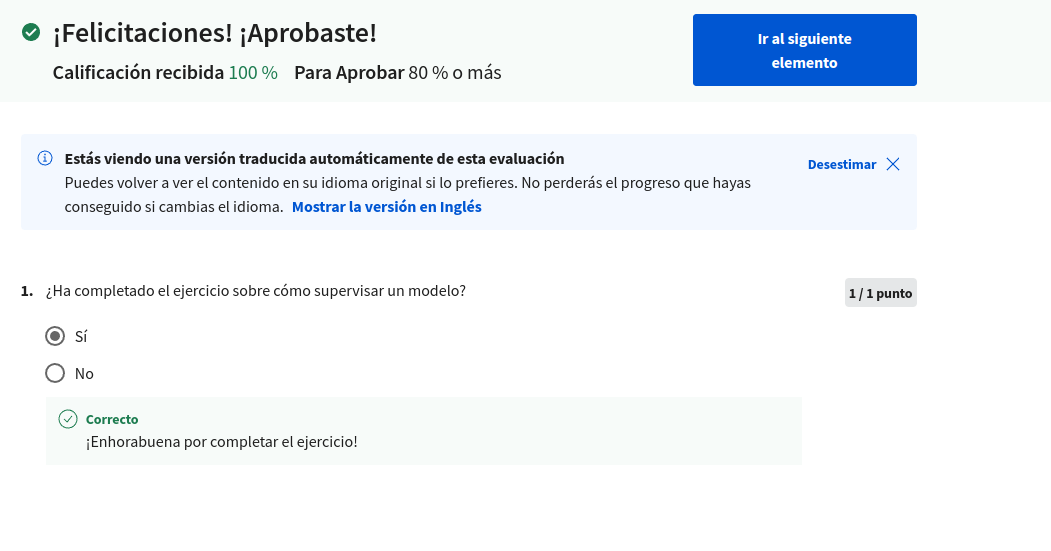 ¡Felicitaciones! ¡Aprobaste!
Calificación recibida 100 % Para Aprobar 80 % o más
Ir al siguiente
elemento
Estás viendo una versión traducida automáticamente de esta evaluación
Puedes volver a ver el contenido en su idioma original si lo prefieres. No perderás el progreso que hayas
conseguido si cambias el idioma. Mostrar la versión en Inglés
Desestimar
1. ¿Ha completado el ejercicio sobre cómo supervisar un modelo?
1 / 1 punto
Sí
No
Correcto
¡Enhorabuena por completar el ejercicio!